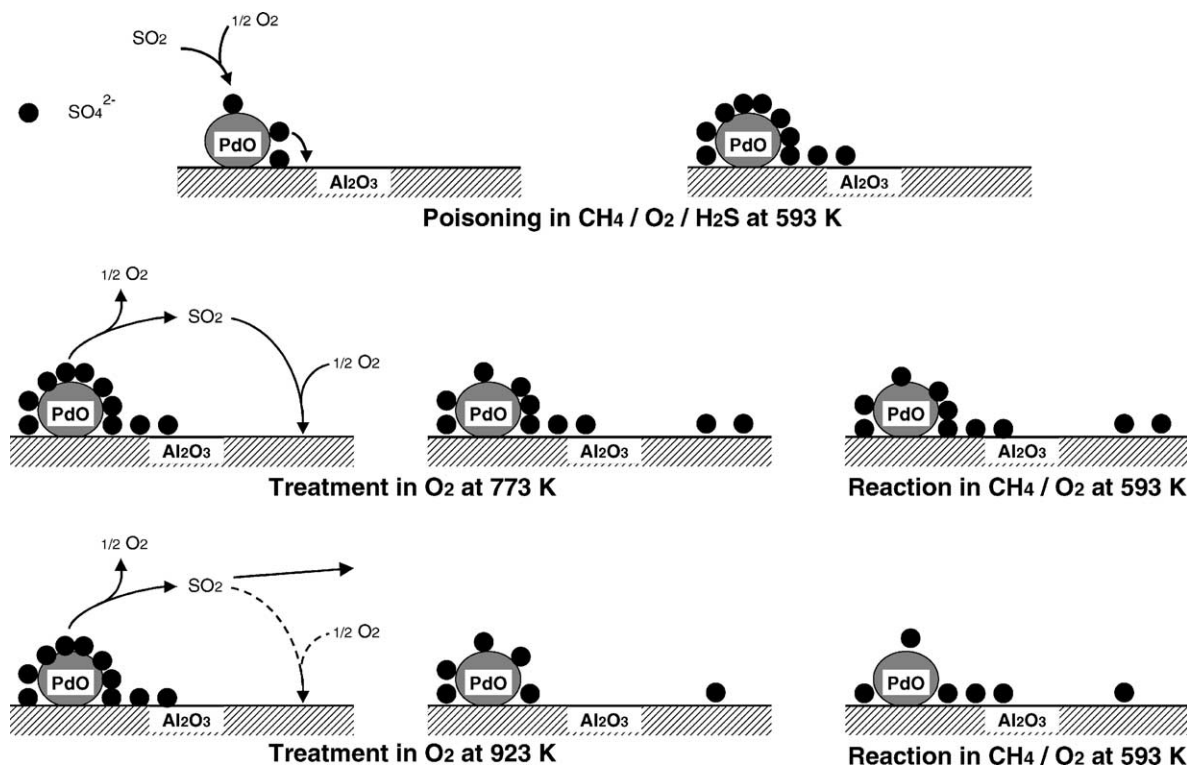 1/2 O2
SO2
SO4 2-
PdO
Al2O3
PdO
Al2O3
Poisoning in CH4 / O2 / H2S at 593 K
1/2 O2
SO2
1/2 O2
PdO
Al2O3
PdO
Al2O3
PdO
Al2O3
Treatment in O2 at 773 K
Reaction in CH4 / O2 at 593 K
1/2 O2
SO2
1/2 O2
PdO
Al2O3
PdO
Al2O3
PdO
Al2O3
Treatment in O2 at 923 K
Reaction in CH4 / O2 at 593 K